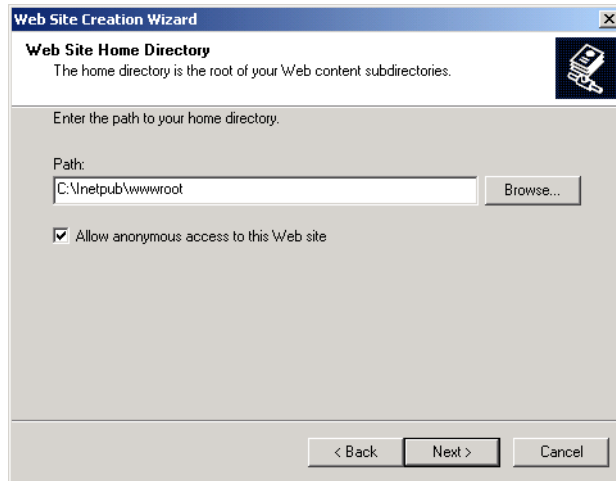 Web Site Creation Wizard
Web Site Home Directory
The home directory is the root of your Web content subdirectories.
Enter the path to your home directory.
Path:
C:\Inetpub\wwwroot
Browse...
Allow anonymous access to this Web site
< Back
Next >
Cancel